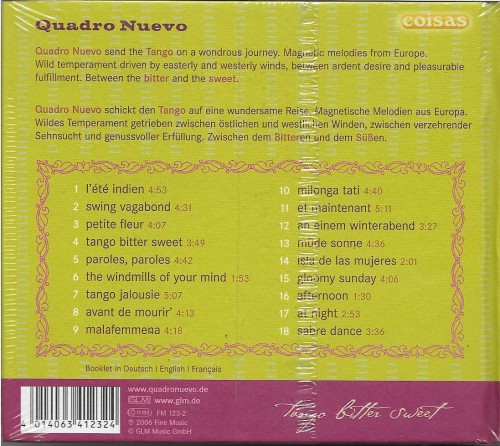 Quadro Nuevo
coisas
Quadro Nuevo send the Tango on a wondrous journey. Magnetic melodies from Europe.
Wild temperament driven by easterly and westerly winds, between ardent desire and pleasurable
fulfillment. Between the bitter and the sweet.
Quadro Nuevo schickt den Tango auf eine wundersame Reise. Magnetische Melodien aus Europa.
Wildes Temperament getrieben zwischen östlichen und westlichen Winden, zwischen verzehrender
Sehnsucht und genussvoller Erfüllung. Zwischen dem Bitteren und dem Süßen.
1 l'été indien 4:53
2 swing vagabond 4:31
3 petite fleur 4:07
4 tango bitter sweet 3:49
5 paroles, paroles 4:42
6 the windmills of your mind 1:53
7 tango jalousie 5:07
8 avant de mourir' 4:13
9 malafemmena 4:18
10 milonga tati 4:40
11 et maintenant 5:11
12 an einem winterabend 3:27
13 müde sonne 4:36
14 isla de las mujeres 2:01
15 gloomy sunday 4:06
16 afternoon 1:30
17 at night 2:53
18 sabre dance 3:36
Booklet in Deutsch | English | Français
www.quadronuevo.de
GLM www.glm.de
FM 123-2
℗ 2006 Fine Music
© GLM Music GmbH
4 014063 412324
tango bitter sweet